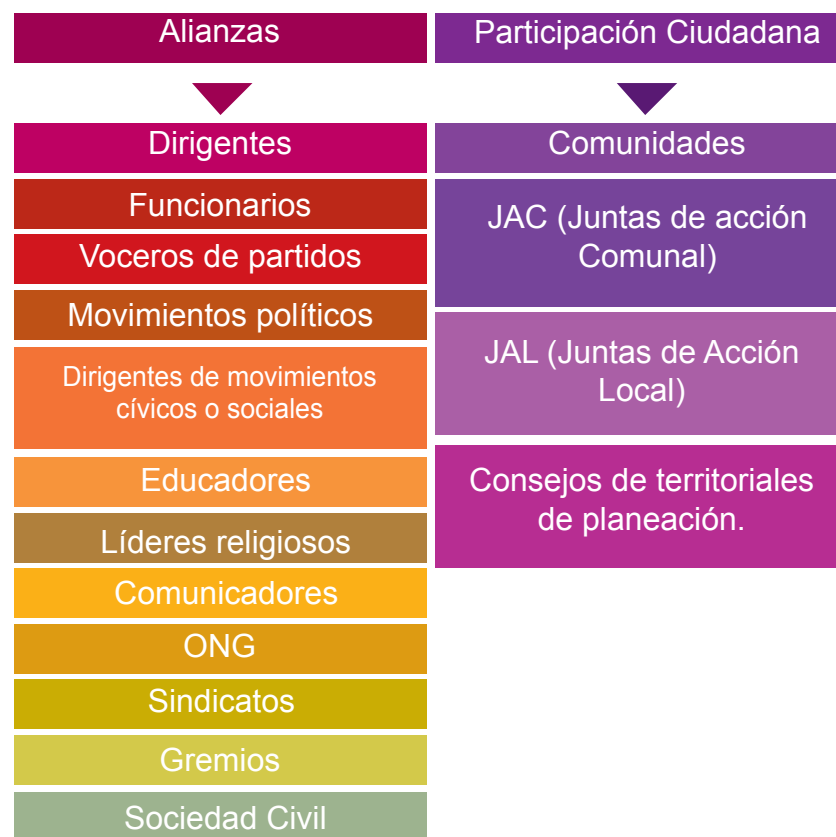 Alianzas
Dirigentes
Funcionarios
Voceros de partidos
Movimientos políticos
Dirigentes de movimientos
cívicos o sociales
Educadores
Líderes religiosos
Comunicadores
ONG
Sindicatos
Gremios
Sociedad Civil
Participación Ciudadana
Comunidades
JAC (Juntas de acción
Comunal)
JAL (Juntas de Acción
Local)
Consejos de territoriales
de planeación.